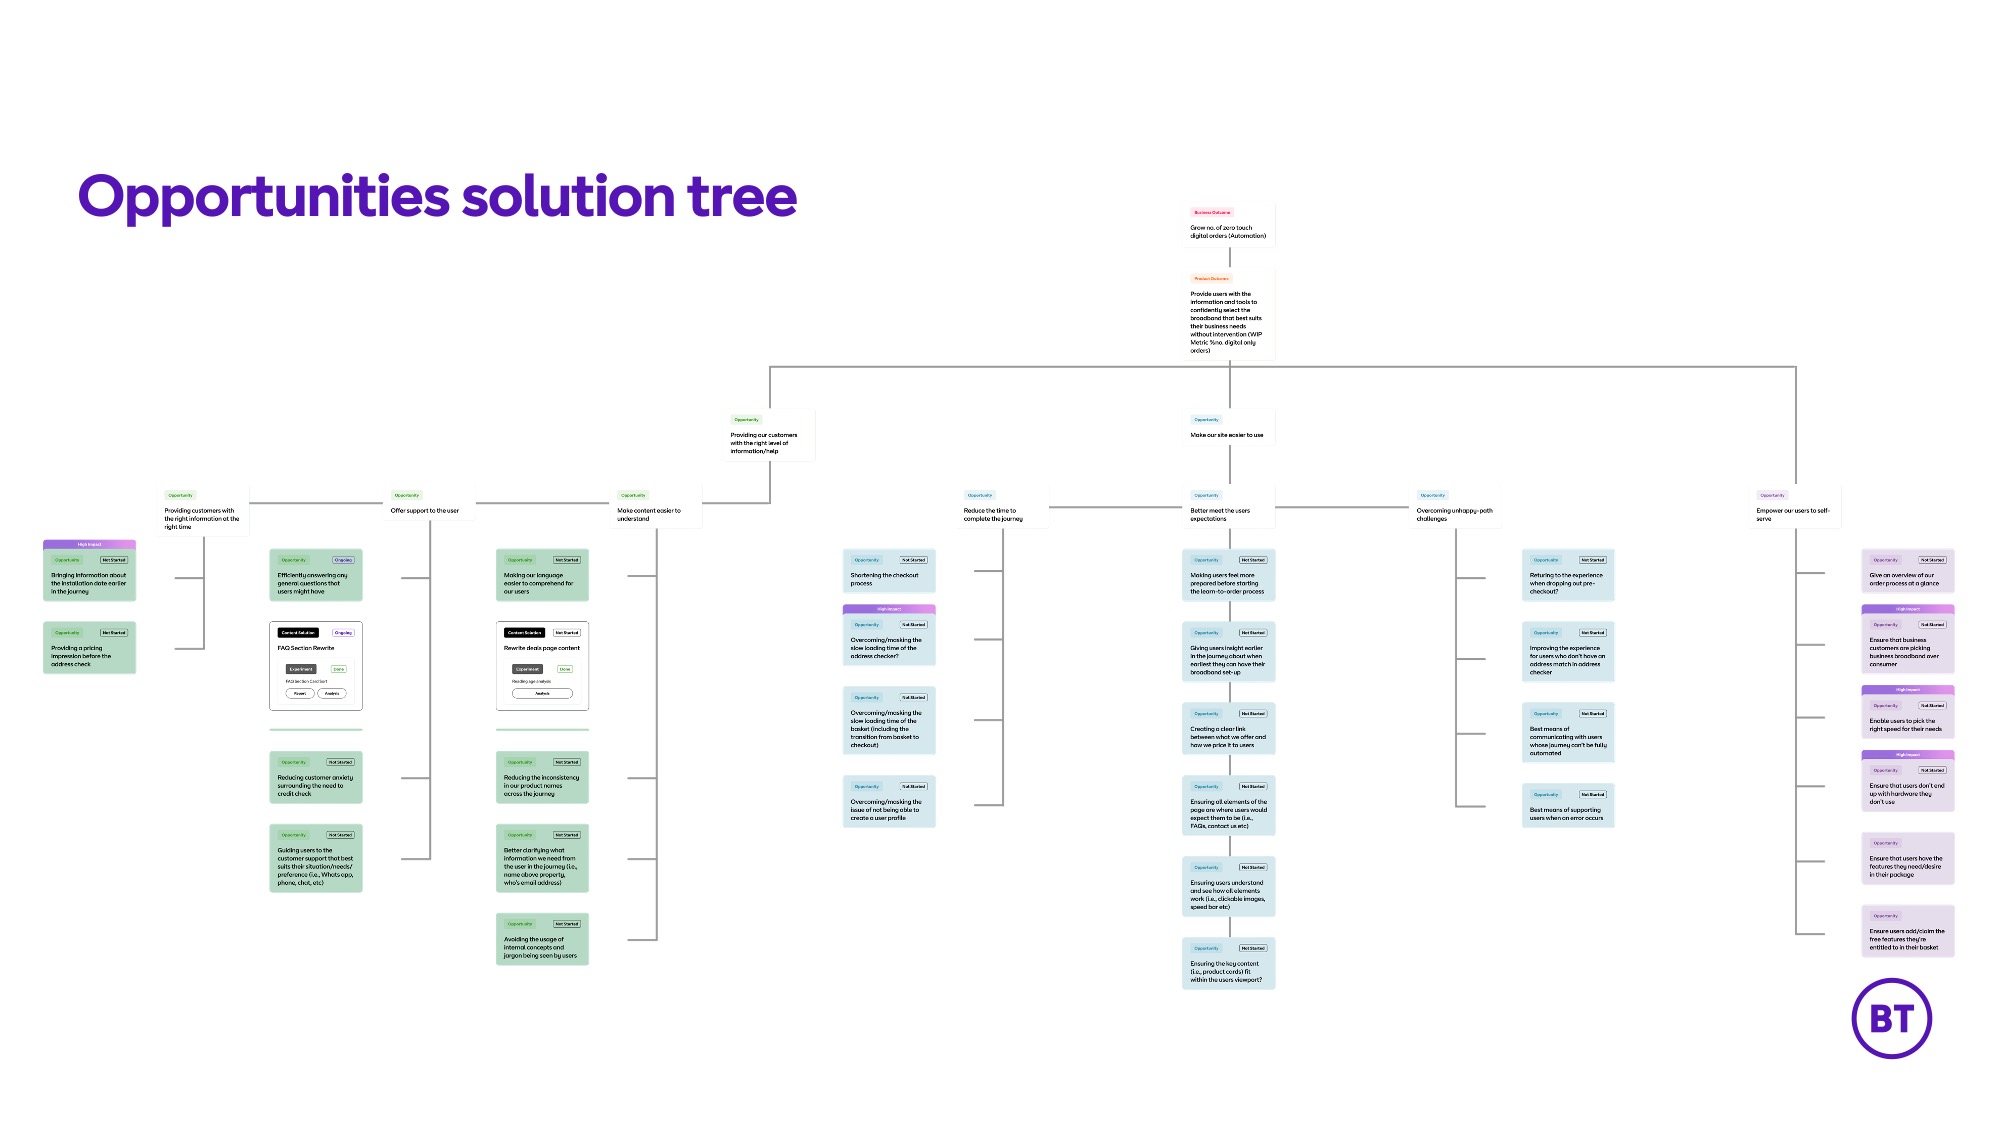 Opportunities solution tree
Business Outcome
Grow no. of zero touch
digital orders (Automation)
Product Outcome
Provide users with the
information and tools to
confidently select the
broadband that best suits
their business needs
without intervention (WIP
Metric %no. digital only
orders)
Opportunity
Providing our customers
with the right level of
information/help
Opportunity
Make our site easier to use
Opportunity
Providing customers with
the right information at the
right time
Opportunity
Offer support to the user
Opportunity
Make content easier to
understand
Opportunity
Reduce the time to
complete the journey
Opportunity
Better meet the users
expectations
Opportunity
Overcoming unhappy-path
challenges
Opportunity
Empower our users to self-
serve
High Impact
Opportunity Not Started
Bringing information about
the installation date earlier
in the journey
Opportunity Not Started
Providing a pricing
impression before the
address check
Opportunity Ongoing
Efficiently answering any
general questions that
users might have
Content Solution Ongoing
FAQ Section Rewrite
Experiment Done
FAQ Section Card Sort
Report Analysis
Opportunity Not Started
Reducing customer anxiety
surrounding the need to
credit check
Opportunity Not Started
Guiding users to the
customer support that best
suits their situation/needs/
preference (i.e., Whats app,
phone, chat, etc)
Opportunity Not Started
Making our language
easier to comprehend for
our users
Content Solution Not Started
Rewrite deals page content
Experiment Done
Reading age analysis
Analysis
Opportunity Not Started
Reducing the inconsistency
in our product names
across the journey
Opportunity Not Started
Better clarifying what
information we need from
the user in the journey (i.e.,
name above property,
who's email address)
Opportunity Not Started
Avoiding the usage of
internal concepts and
jargon being seen by users
Opportunity Not Started
Shortening the checkout
process
High Impact
Opportunity Not Started
Overcoming/masking the
slow loading time of the
address checker?
Opportunity Not Started
Overcoming/masking the
slow loading time of the
basket (including the
transition from basket to
checkout)
Opportunity Not Started
Overcoming/masking the
issue of not being able to
create a user profile
Opportunity Not Started
Making users feel more
prepared before starting
the learn-to-order process
Opportunity Not Started
Giving users insight earlier
in the journey about when
earliest they can have their
broadband set-up
Opportunity Not Started
Creating a clear link
between what we offer and
how we price it to users
Opportunity Not Started
Ensuring all elements of the
page are where users would
expect them to be (i.e.,
FAQs, contact us etc)
Opportunity Not Started
Ensuring users understand
and see how all elements
work (i.e., clickable images,
speed bar etc)
Opportunity Not Started
Ensuring the key content
(i.e., product cards) fit
within the users viewport?
Opportunity Not Started
Returing to the experience
when dropping out pre-
checkout?
Opportunity Not Started
Improving the experience
for users who don't have an
address match in address
checker
Opportunity Not Started
Best means of
communicating with users
whose journey can't be fully
automated
Opportunity Not Started
Best means of supporting
users when an error occurs
Opportunity Not Started
Give an overview of our
order process at a glance
High Impact
Opportunity Not Started
Ensure that business
customers are picking
business broadband over
consumer
High Impact
Opportunity Not Started
Enable users to pick the
right speed for their needs
High Impact
Opportunity Not Started
Ensure that users don't end
up with hardware they
don't use
Opportunity
Ensure that users have the
features they need/desire
in their package
Opportunity
Ensure users add/claim the
free features they're
entitled to in their basket
BT